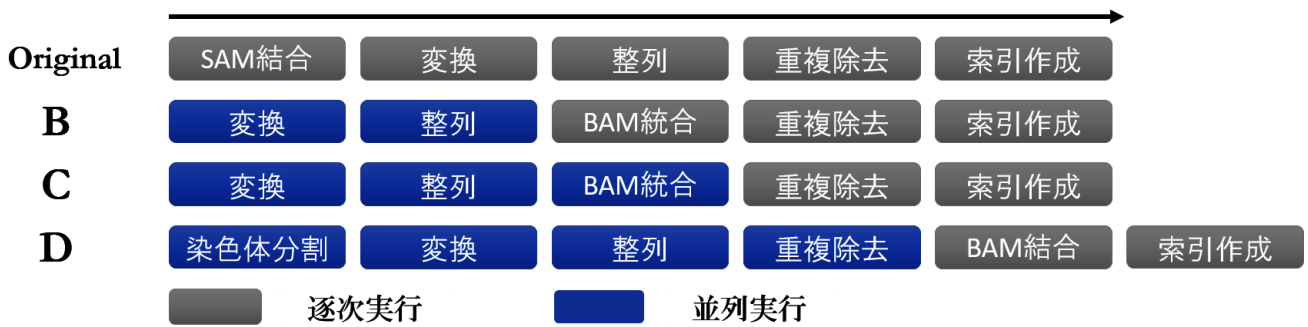 Original SAM結合 変換 整列 重複除去 索引作成
B 変換 整列 BAM統合 重複除去 索引作成
C 変換 整列 BAM統合 重複除去 索引作成
D 染色体分割 変換 整列 重複除去 BAM結合 索引作成
逐次実行 並列実行